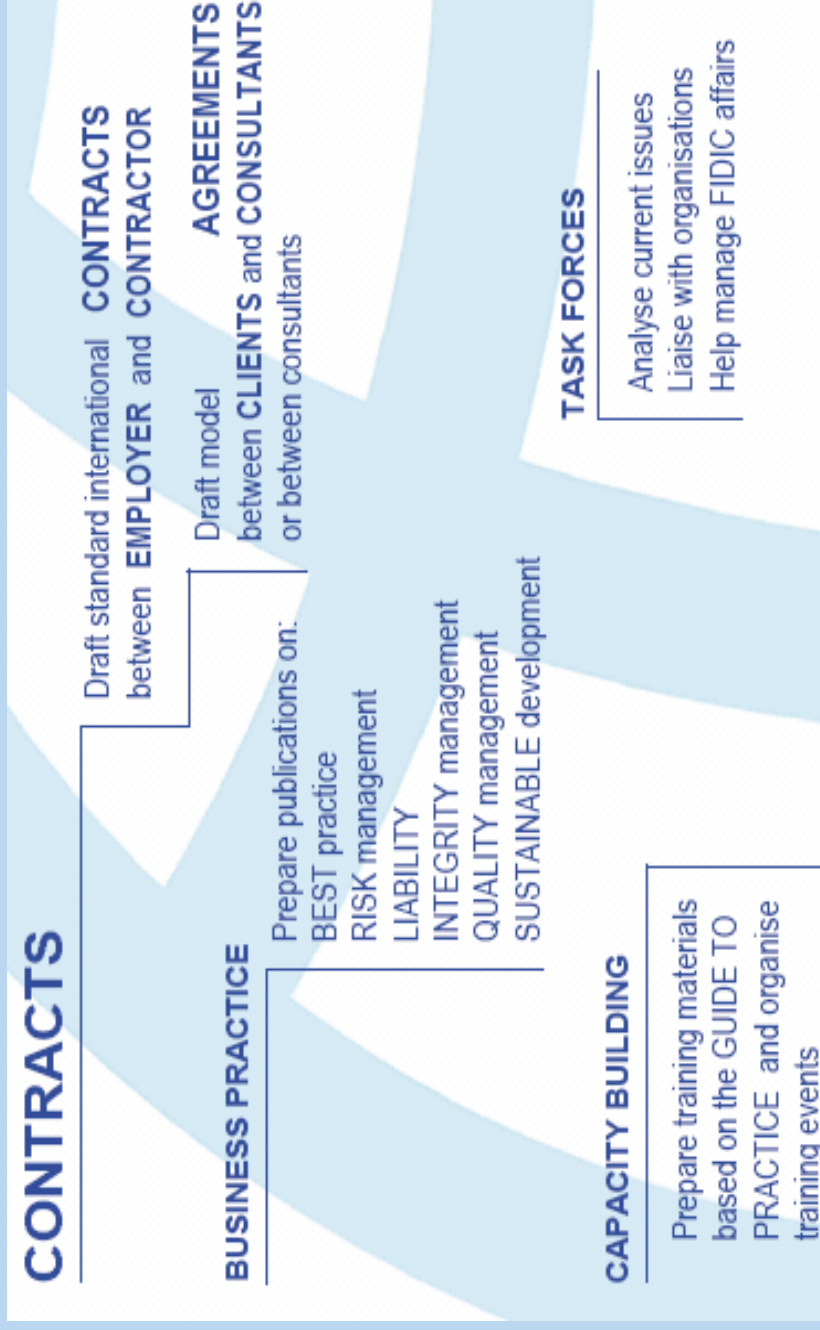 CONTRACTS
Draft standard international CONTRACTS
between EMPLOYER and CONTRACTOR
Draft model AGREEMENTS
between CLIENTS and CONSULTANTS
or between consultants
BUSINESS PRACTICE
Prepare publications on:
BEST practice
RISK management
LIABILITY
INTEGRITY management
QUALITY management
SUSTAINABLE development
TASK FORCES
Analyse current issues
Liaise with organisations
Help manage FIDIC affairs
CAPACITY BUILDING
Prepare training materials
based on the GUIDE TO
PRACTICE and organise
training events